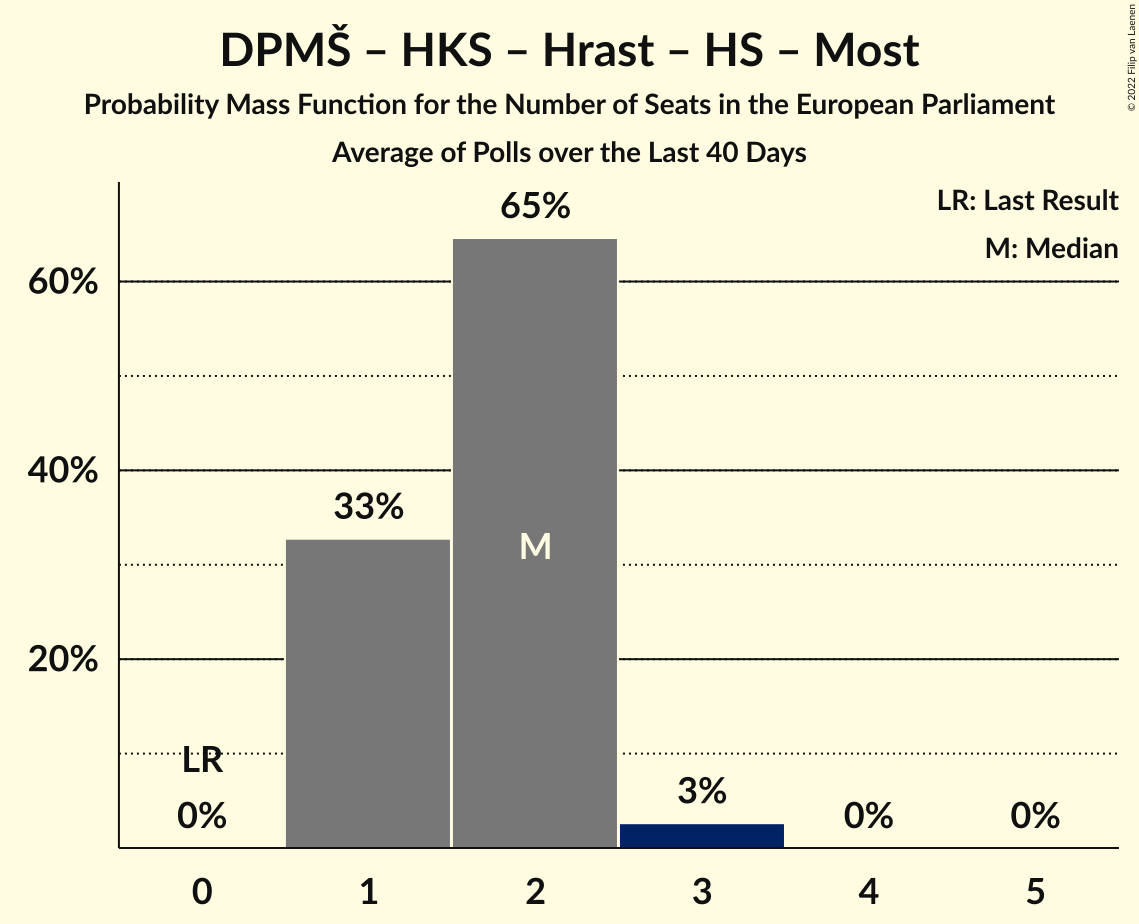 DPMŠ – HKS – Hrast – HS – Most
Probability Mass Function for the Number of Seats in the European Parliament
Average of Polls over the Last 40 Days
© 2022 Filip van Laenen
LR: Last Result
M: Median
65%
60%
40%
33%
M
20%
LR
3%
0%
0%
0%
0 1 2 3 4 5